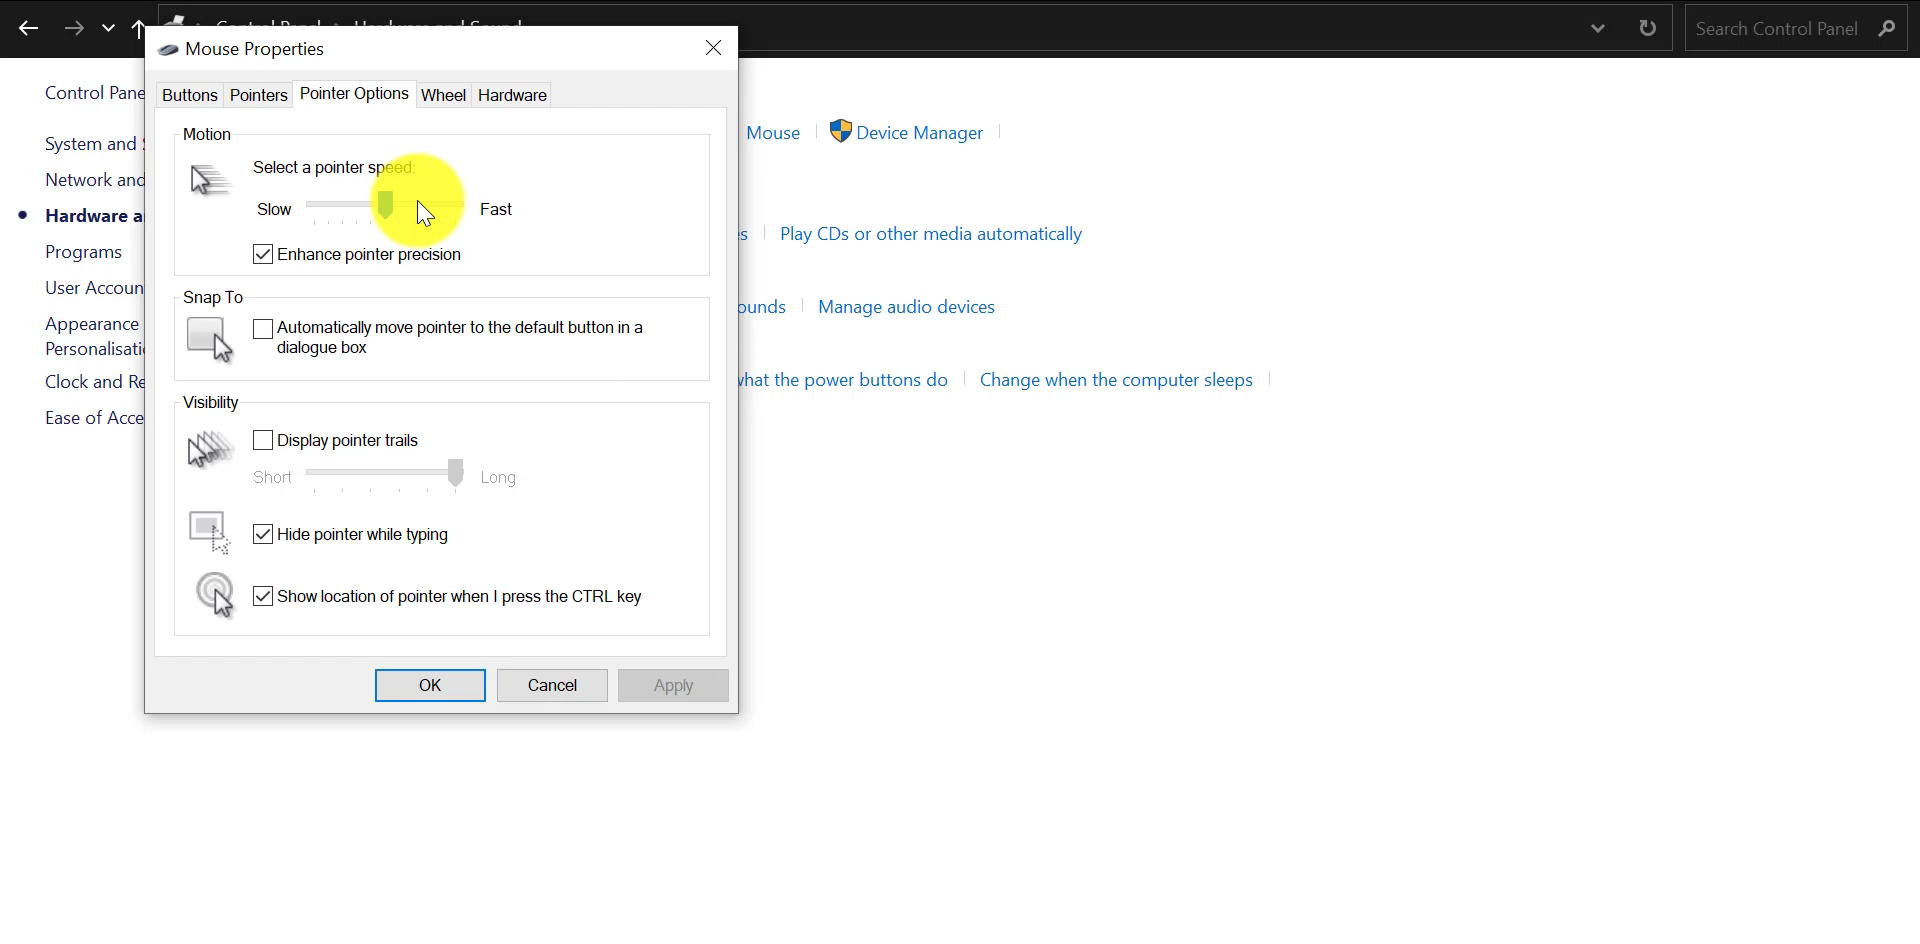 Search Control Panel
Mouse Properties
Buttons Pointers Pointer Options Wheel Hardware
Motion
Select a pointer speed:
Slow Fast
Enhance pointer precision
Snap To
Automatically move pointer to the default button in a
dialogue box
Visibility
Display pointer trails
Short Long
Hide pointer while typing
Show location of pointer when I press the CTRL key
OK Cancel Apply
Control Pane
System and
Network and
Hardware a
Programs
User Accoun
Appearance
Personalisati
Clock and Re
Ease of Acce
Mouse Device Manager
es Play CDs or other media automatically
ounds Manage audio devices
what the power buttons do Change when the computer sleeps